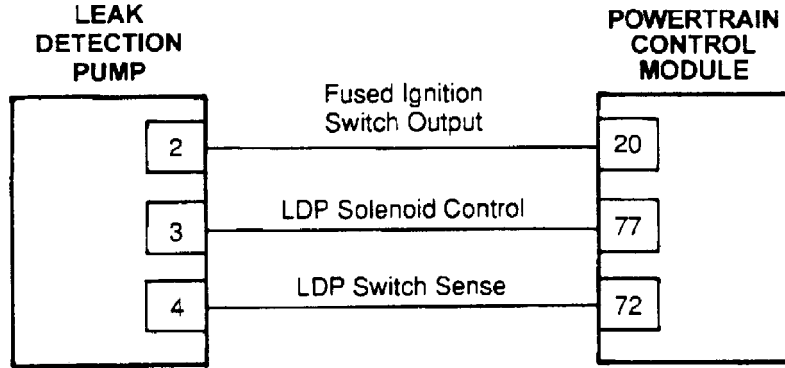 LEAK
DETECTION
PUMP
POWERTRAIN
CONTROL
MODULE
Fused Ignition
Switch Output
2
20
LDP Solenoid Control
3
77
LDP Switch Sense
4
72